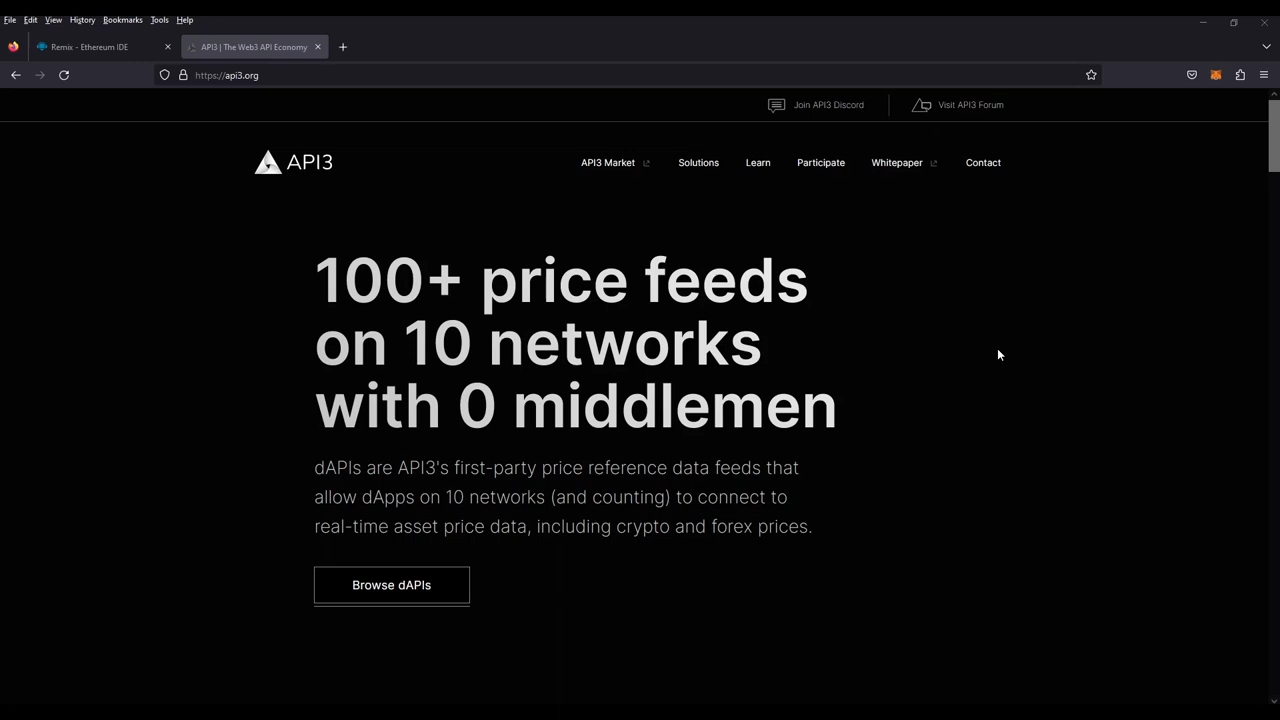 File Edit View History Bookmarks Tools Help
Remix - Ethereum IDE
API3 | The Web3 API Economy
https://api3.org
Join API3 Discord
Visit API3 Forum
API3
API3 Market Solutions Learn Participate Whitepaper Contact
100+ price feeds
on 10 networks
with 0 middlemen
dAPIs are API3's first-party price reference data feeds that
allow dApps on 10 networks (and counting) to connect to
real-time asset price data, including crypto and forex prices.
Browse dAPIs